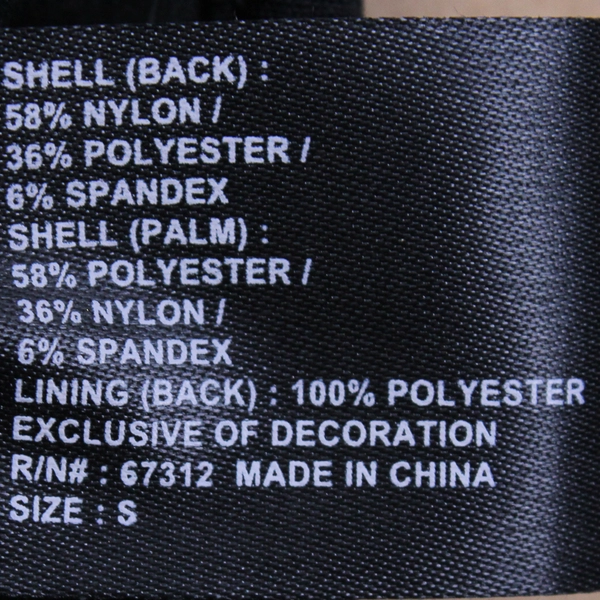 SHELL (BACK) :
58% NYLON /
36% POLYESTER /
6% SPANDEX
SHELL (PALM) :
58% POLYESTER /
36% NYLON /
6% SPANDEX
LINING (BACK) : 100% POLYESTER
EXCLUSIVE OF DECORATION
R/N# : 67312 MADE IN CHINA
SIZE : S